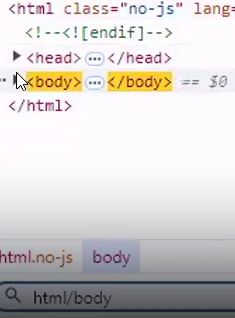 <html class="no-js" lang=
<!--<![endif]-->
▶ <head> ⋯ </head>
⋯ <body> ⋯ </body> == $0
</html>
html.no-js body
html/body